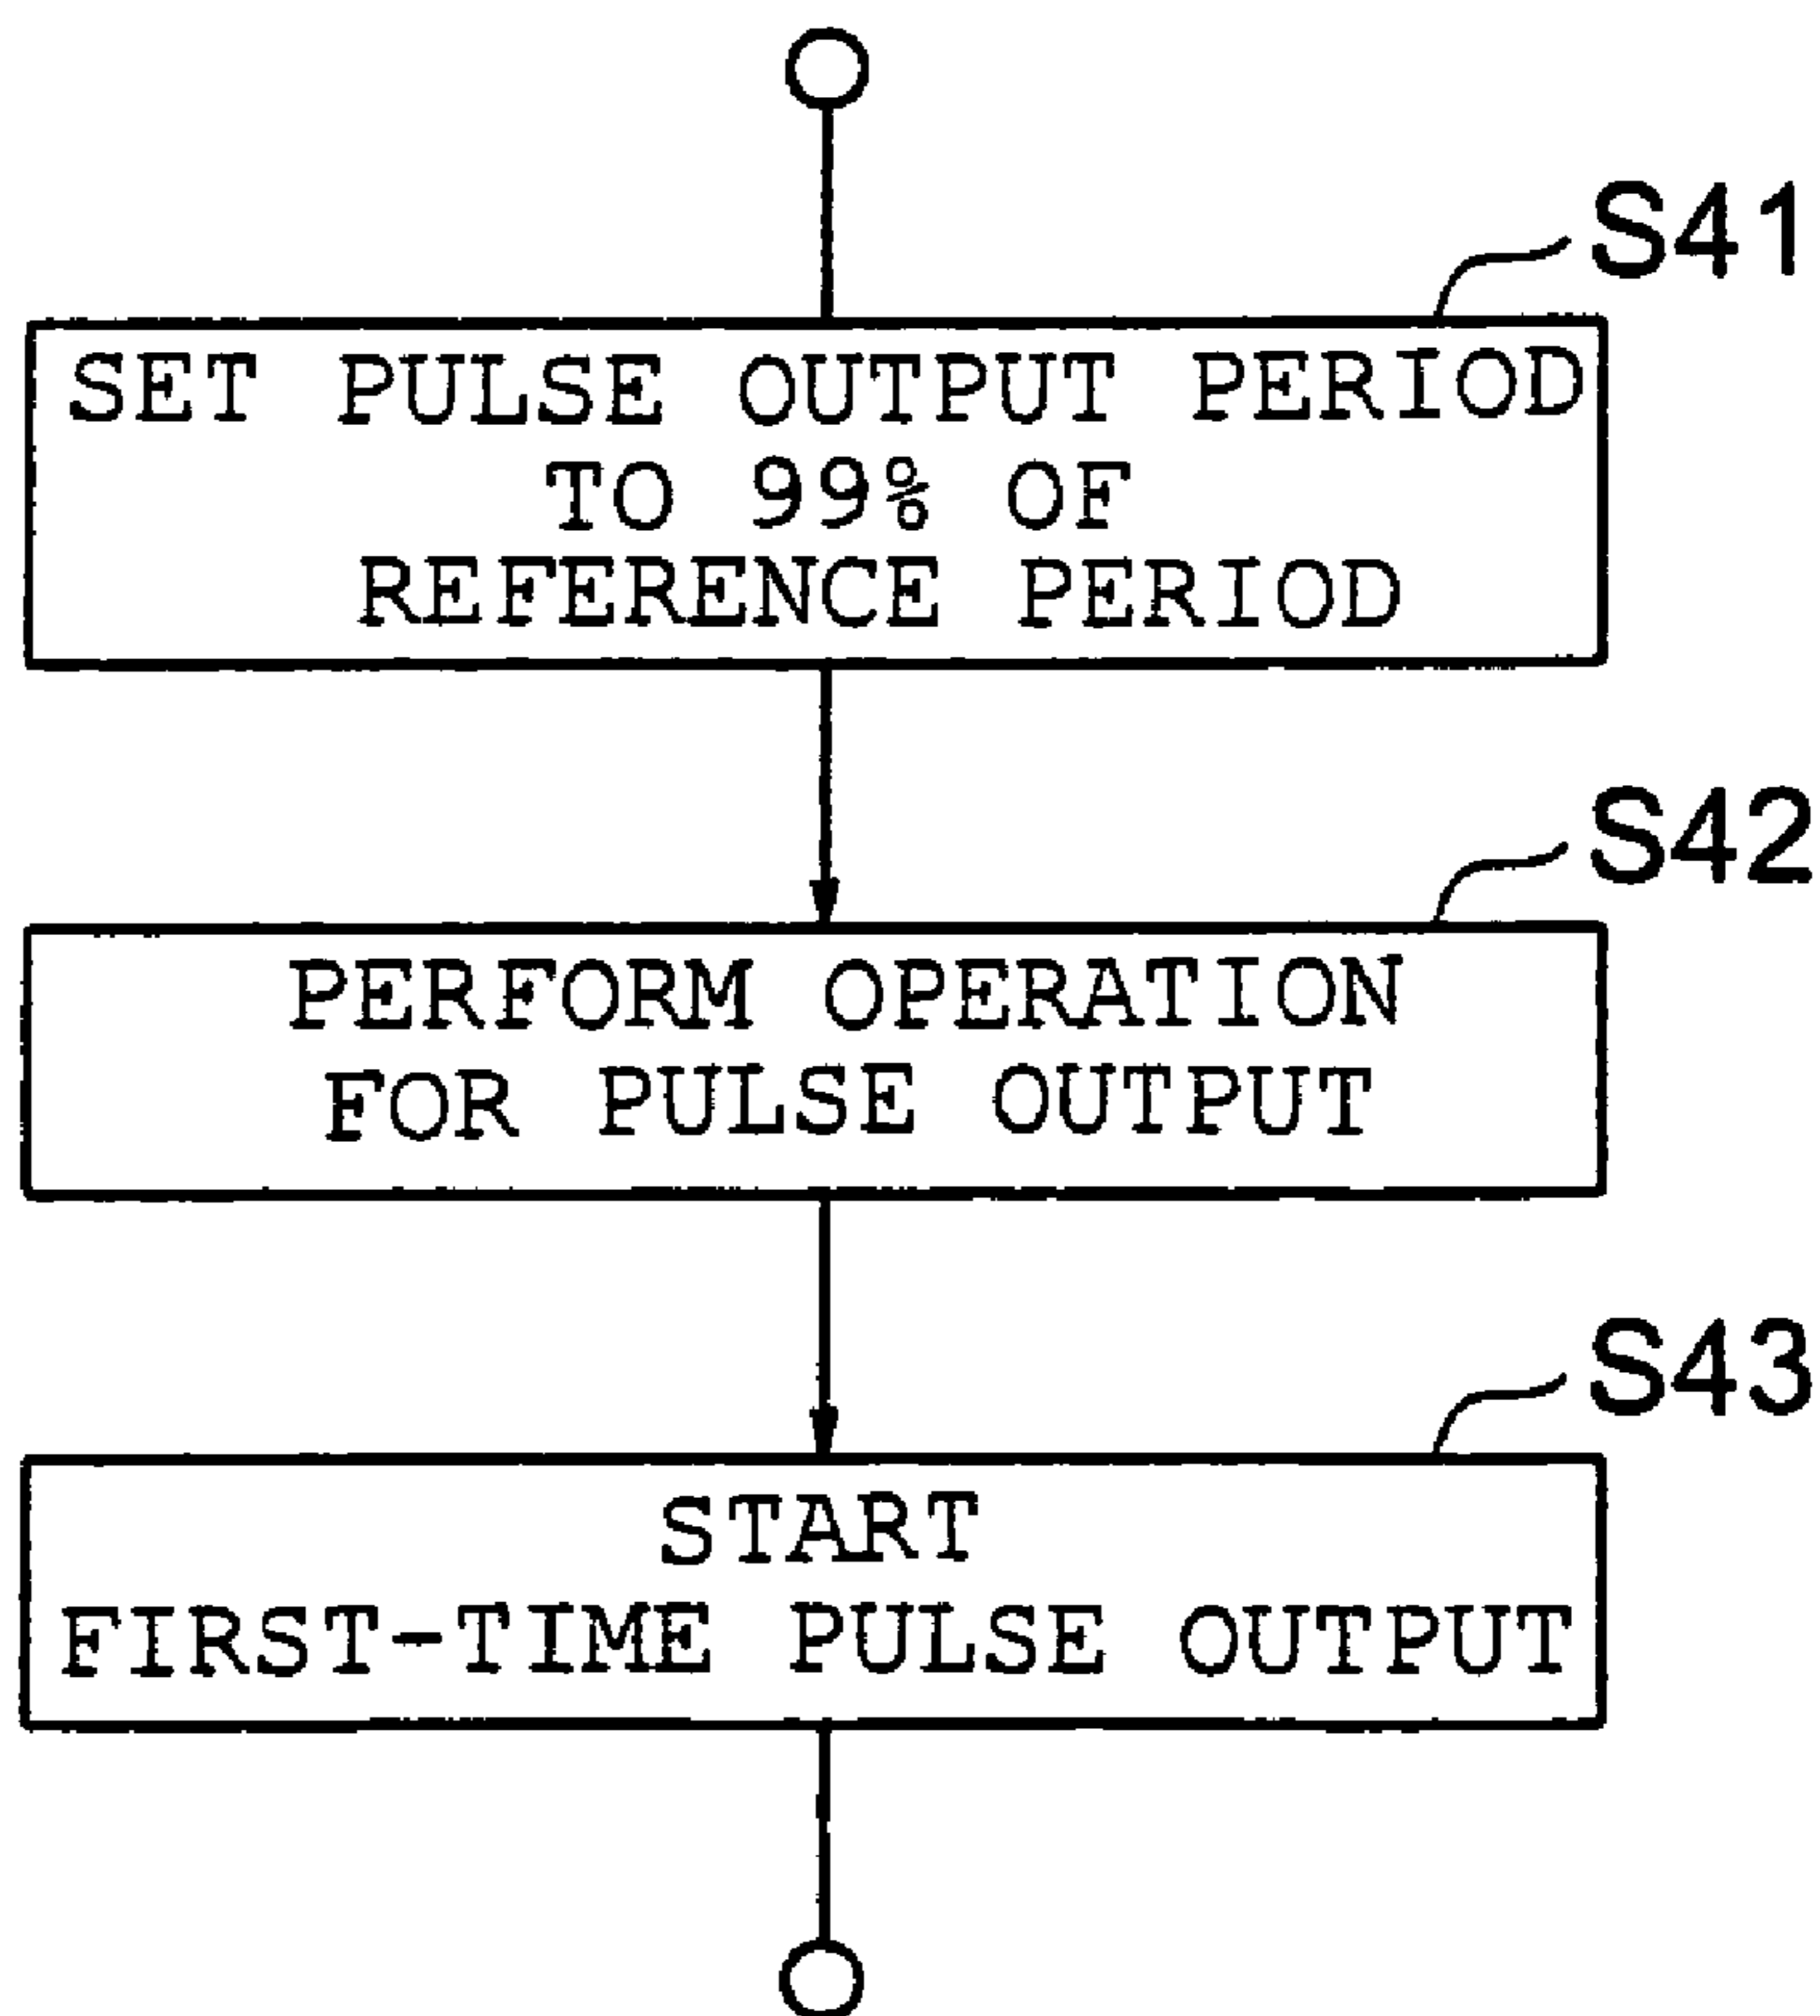 S41
SET PULSE OUTPUT PERIOD
TO 99% OF
REFERENCE PERIOD
S42
PERFORM OPERATION
FOR PULSE OUTPUT
S43
START
FIRST-TIME PULSE OUTPUT